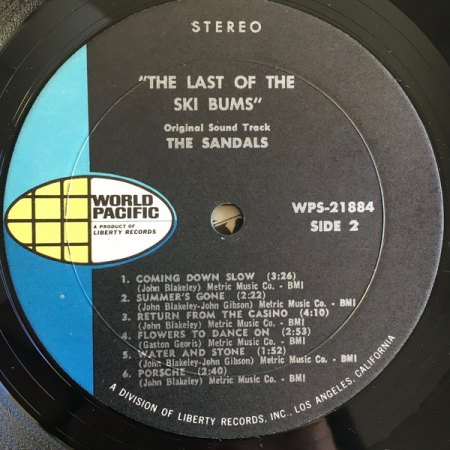 STEREO
"THE LAST OF THE
SKI BUMS"
Original Sound Track
THE SANDALS
WORLD
PACIFIC
A PRODUCT OF
LIBERTY RECORDS
WPS-21884
SIDE 2
1. COMING DOWN SLOW (3:26)
(John Blakeley) Metric Music Co. - BMI
2. SUMMER'S GONE (2:22)
(John Blakeley-John Gibson) Metric Music Co. - BMI
3. RETURN FROM THE CASINO (4:10)
(John Blakeley) Metric Music Co. - BMI
4. FLOWERS TO DANCE ON (2:53)
(Gaston Georis) Metric Music Co. - BMI
5. WATER AND STONE (1:52)
(John Blakeley-John Gibson) Metric Music Co. - BMI
6. PORSCHE (2:40)
(John Blakeley) Metric Music Co. - BMI
A DIVISION OF LIBERTY RECORDS, INC., LOS ANGELES, CALIFORNIA